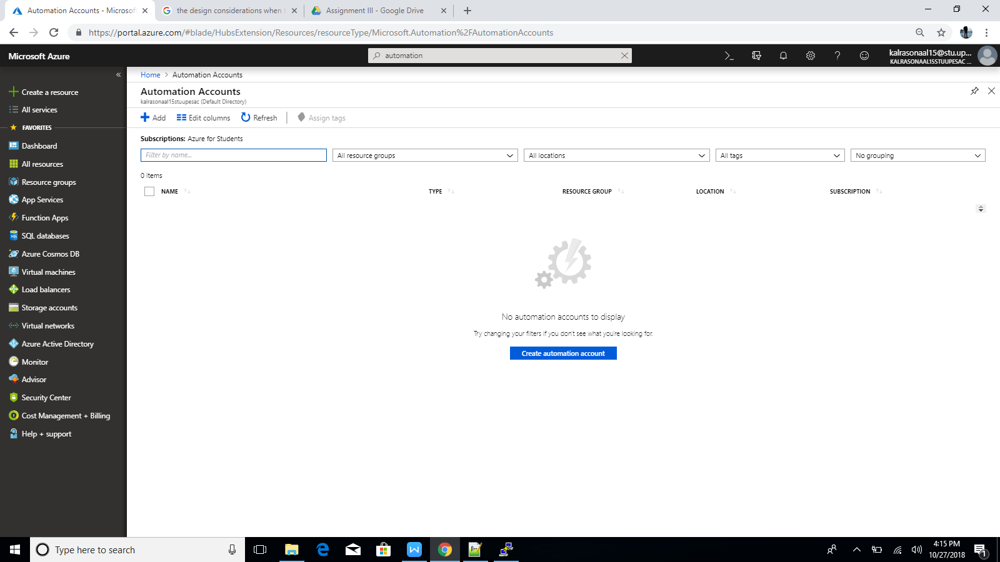 Automation Accounts - Microsof
the design considerations when
Assignment III - Google Drive
https://portal.azure.com/#blade/HubsExtension/Resources/resourceType/Microsoft.Automation%2FAutomationAccounts
Microsoft Azure
automation
kalrasonaal15@stu.up...
KALRASONAAL15STUUPESAC ...
Create a resource
All services
FAVORITES
Dashboard
All resources
Resource groups
App Services
Function Apps
SQL databases
Azure Cosmos DB
Virtual machines
Load balancers
Storage accounts
Virtual networks
Azure Active Directory
Monitor
Advisor
Security Center
Cost Management + Billing
Help + support
Home > Automation Accounts
Automation Accounts
kalrasonaal15stuupesac (Default Directory)
Add Edit columns Refresh Assign tags
Subscriptions: Azure for Students
Filter by name... All resource groups All locations All tags No grouping
0 items
NAME TYPE RESOURCE GROUP LOCATION SUBSCRIPTION
No automation accounts to display
Try changing your filters if you don't see what you're looking for.
Create automation account
Type here to search
4:15 PM
10/27/2018
1